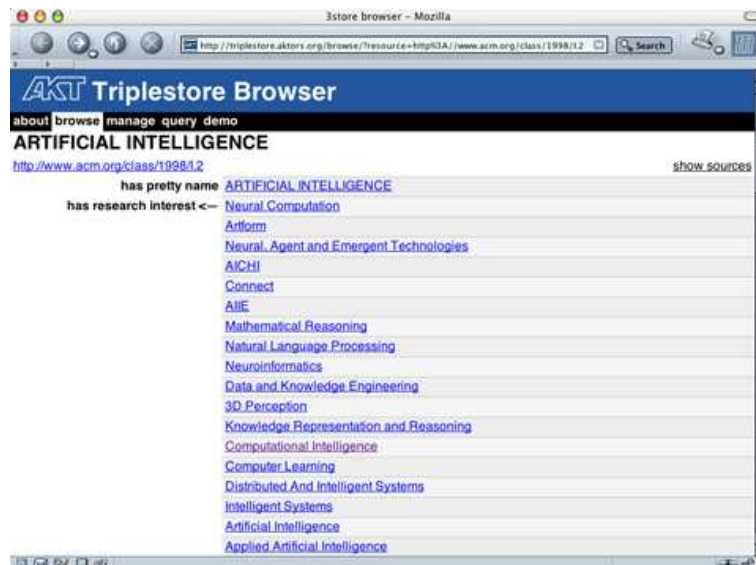 3store browser - Mozilla
http://triplestore.aktors.org/browse/?resource=http%3A//www.acm.org/class/1998/I.2 Search
AKT Triplestore Browser
about browse manage query demo
ARTIFICIAL INTELLIGENCE
http://www.acm.org/class/1998/I.2 show sources
has pretty name ARTIFICIAL INTELLIGENCE
has research interest <— Neural Computation
Artform
Neural, Agent and Emergent Technologies
AICHI
Connect
AIIE
Mathematical Reasoning
Natural Language Processing
Neuroinformatics
Data and Knowledge Engineering
3D Perception
Knowledge Representation and Reasoning
Computational Intelligence
Computer Learning
Distributed And Intelligent Systems
Intelligent Systems
Artificial Intelligence
Applied Artificial Intelligence